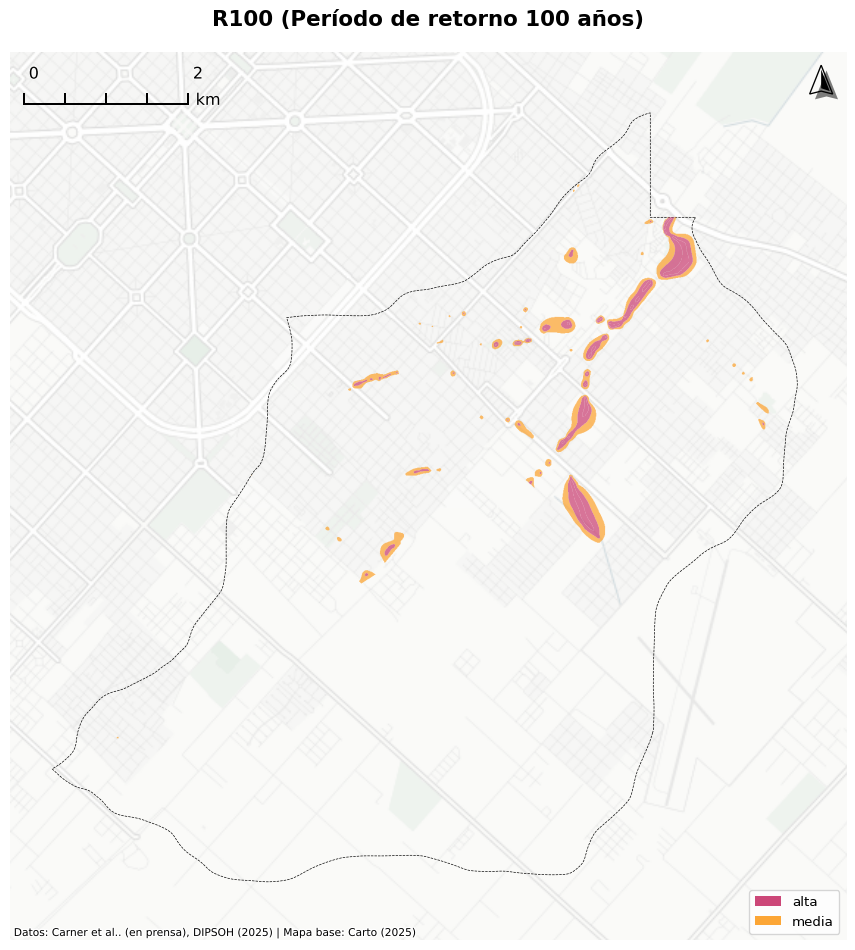 R100 (Período de retorno 100 años)
0 2
km
alta
media
Datos: Carner et al.. (en prensa), DIPSOH (2025) | Mapa base: Carto (2025)